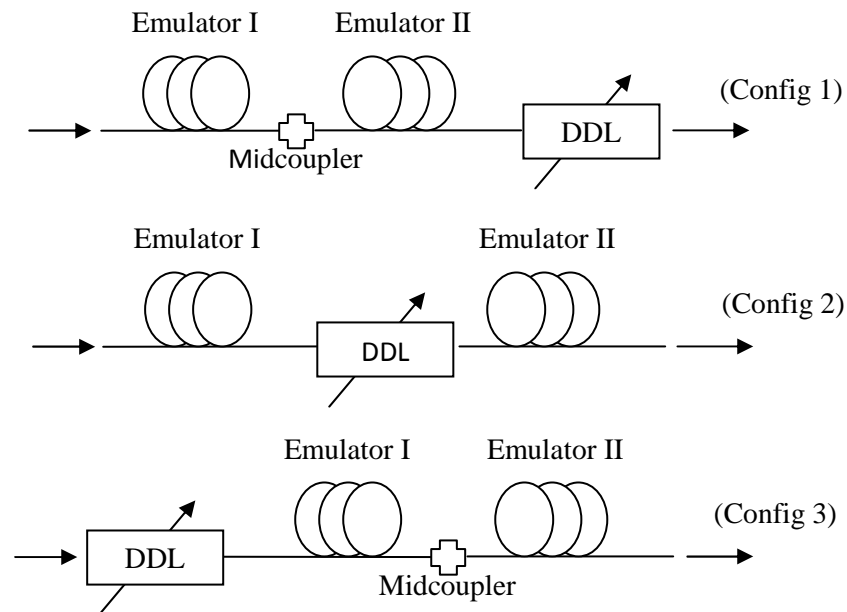 Emulator I Emulator II
(Config 1)
DDL
Midcoupler
Emulator I Emulator II
(Config 2)
DDL
Emulator I Emulator II
(Config 3)
DDL
Midcoupler